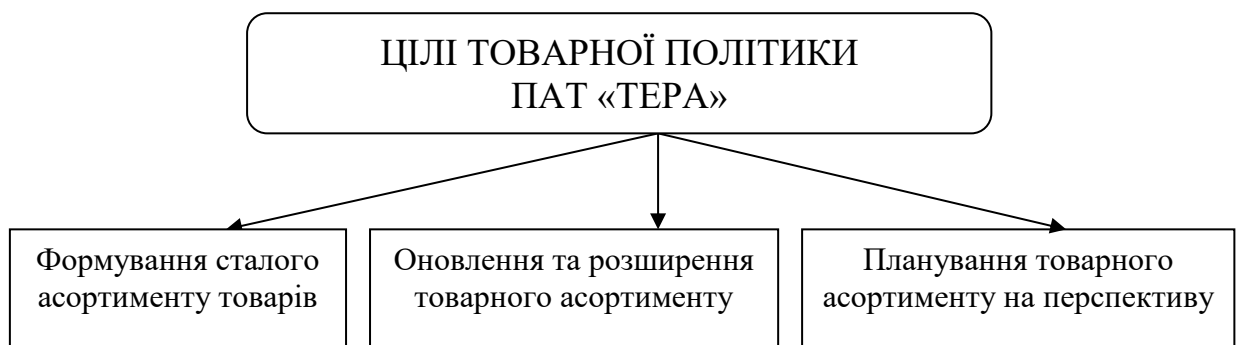 ЦІЛІ ТОВАРНОЇ ПОЛІТИКИ
ПАТ «ТЕРА»
Формування сталого
асортименту товарів
Оновлення та розширення
товарного асортименту
Планування товарного
асортименту на перспективу